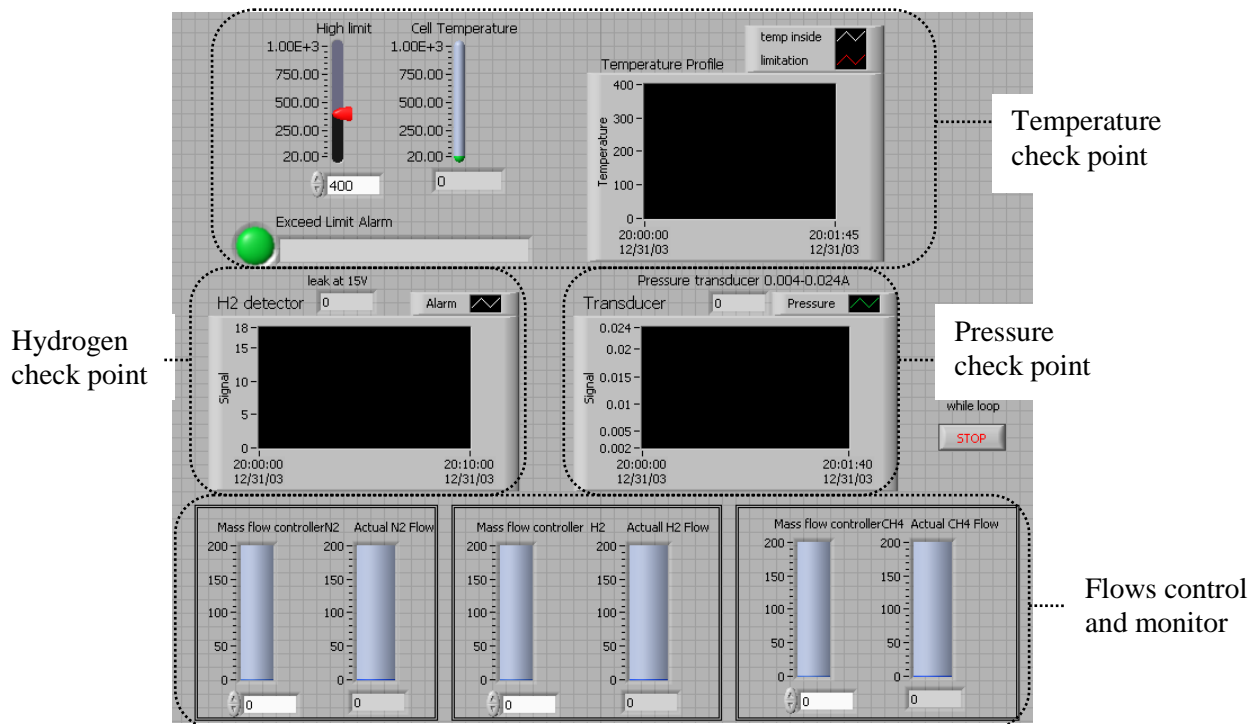 High limit
Cell Temperature
1.00E+3
750.00
500.00
250.00
20.00
400
1.00E+3
750.00
500.00
250.00
20.00
0
Exceed Limit Alarm
temp inside
limitation
Temperature Profile
Temperature
400
300
200
100
0
20:00:00
12/31/03
20:01:45
12/31/03
Temperature
check point
leak at 15V
H2 detector
0
Alarm
Signal
18
15
10
5
0
20:00:00
12/31/03
20:10:00
12/31/03
Hydrogen
check point
Pressure transducer 0.004-0.024A
Transducer
0
Pressure
Signal
0.024
0.02
0.015
0.01
0.005
0.002
20:00:00
12/31/03
20:01:40
12/31/03
Pressure
check point
while loop
STOP
Mass flow controllerN2
Actual N2 Flow
200
150
100
50
0
0
200
150
100
50
0
0
Mass flow controller H2
Actuall H2 Flow
200
150
100
50
0
0
200
150
100
50
0
0
Mass flow controllerCH4
Actual CH4 Flow
200
150
100
50
0
0
200
150
100
50
0
0
Flows control
and monitor